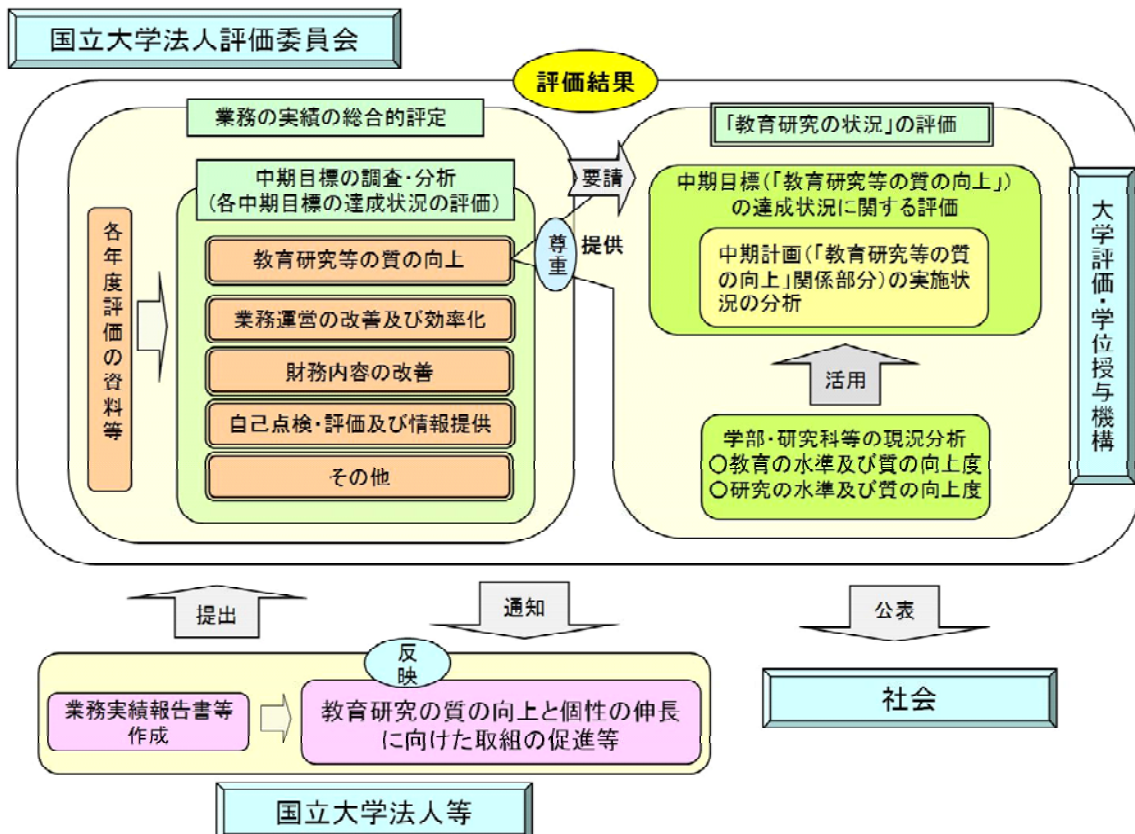 国立大学法人評価委員会
評価結果
業務の実績の総合的評定
中期目標の調査・分析
(各中期目標の達成状況の評価)
各年度評価の資料等
教育研究等の質の向上
業務運営の改善及び効率化
財務内容の改善
自己点検・評価及び情報提供
その他
要請
尊重
提供
「教育研究の状況」の評価
中期目標(「教育研究等の質の向上」)
の達成状況に関する評価
中期計画(「教育研究等の質
の向上」関係部分)の実施状
況の分析
活用
学部・研究科等の現況分析
○教育の水準及び質の向上度
○研究の水準及び質の向上度
大学評価・学位授与機構
提出
通知
公表
反映
業務実績報告書等
作成
教育研究の質の向上と個性の伸長
に向けた取組の促進等
国立大学法人等
社会